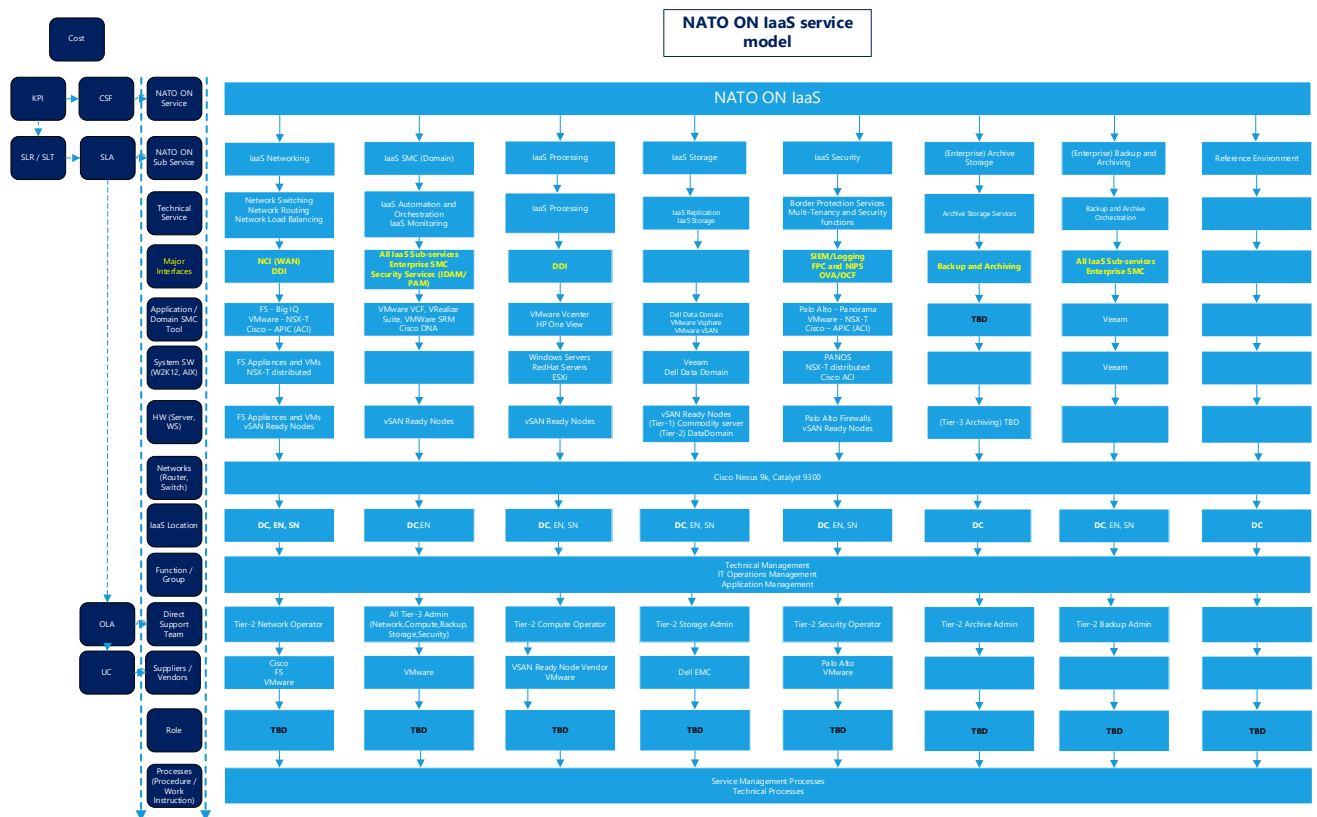 NATO ON IaaS service
model
Cost
KPI
CSF
NATO ON
Service
NATO ON IaaS
SLR / SLT
SLA
NATO ON
Sub Service
IaaS Networking
IaaS SMC (Domain)
IaaS Processing
IaaS Storage
IaaS Security
(Enterprise) Archive
Storage
(Enterprise) Backup and
Archiving
Reference Environment
Technical
Service
Network Switching
Network Routing
Network Load Balancing
IaaS Automation and
Orchestration
IaaS Monitoring
IaaS Processing
IaaS Replication
IaaS Storage
Border Protection Services
Multi-Tenancy and Security
functions
Archive Storage Services
Backup and Archive
Orchestration
Major
Interfaces
NCI (WAN)
DDI
All IaaS Sub-services
Enterprise SMC
Security Services (IDAM/
PAM)
DDI
SIEM/Logging
FPC and NIPS
OVA/OCF
Backup and Archiving
All IaaS Sub-services
Enterprise SMC
Application /
Domain SMC
Tool
F5 - Big IQ
VMware - NSX-T
Cisco – APIC (ACI)
VMware VCF, VRealize
Suite, VMWare SRM
Cisco DNA
VMware Vcenter
HP One View
Dell Data Domain
VMware Vsphere
VMware vSAN
Palo Alto - Panorama
VMware - NSX-T
Cisco – APIC (ACI)
TBD
Veeam
System SW
(W2K12, AIX)
F5 Appliances and VMs
NSX-T distributed
Windows Servers
RedHat Servers
ESXi
Veeam
Dell Data Domain
PANOS
NSX-T distributed
Cisco ACI
Veeam
HW (Server,
WS)
F5 Appliances and VMs
vSAN Ready Nodes
vSAN Ready Nodes
vSAN Ready Nodes
vSAN Ready Nodes
(Tier-1) Commodity server
(Tier-2) DataDomain
Palo Alto Firewalls
vSAN Ready Nodes
(Tier-3 Archiving) TBD
Networks
(Router,
Switch)
Cisco Nexus 9k, Catalyst 9300
IaaS Location
DC, EN, SN
DC,EN
DC, EN, SN
DC, EN, SN
DC, EN, SN
DC
DC, EN, SN
DC
Function /
Group
Technical Management
IT Operations Management
Application Management
OLA
Direct
Support
Team
Tier-2 Network Operator
All Tier-3 Admin
(Network,Compute,Backup,
Storage,Security)
Tier-2 Compute Operator
Tier-2 Storage Admin
Tier-2 Security Operator
Tier-2 Archive Admin
Tier-2 Backup Admin
UC
Suppliers /
Vendors
Cisco
F5
VMware
VMware
VSAN Ready Node Vendor
VMware
Dell EMC
Palo Alto
VMware
Role
TBD
TBD
TBD
TBD
TBD
TBD
TBD
TBD
Processes
(Procedure /
Work
Instruction)
Service Management Processes
Technical Processes